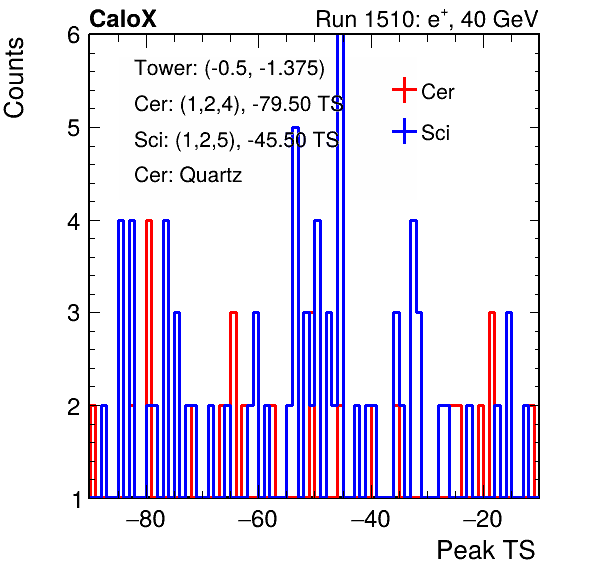 CaloX Run 1510: e⁺, 40 GeV
Counts
Tower: (-0.5, -1.375)
Cer: (1,2,4), -79.50 TS
Sci: (1,2,5), -45.50 TS
Cer: Quartz
Cer
Sci
6
5
4
3
2
1
−80 −60 −40 −20
Peak TS